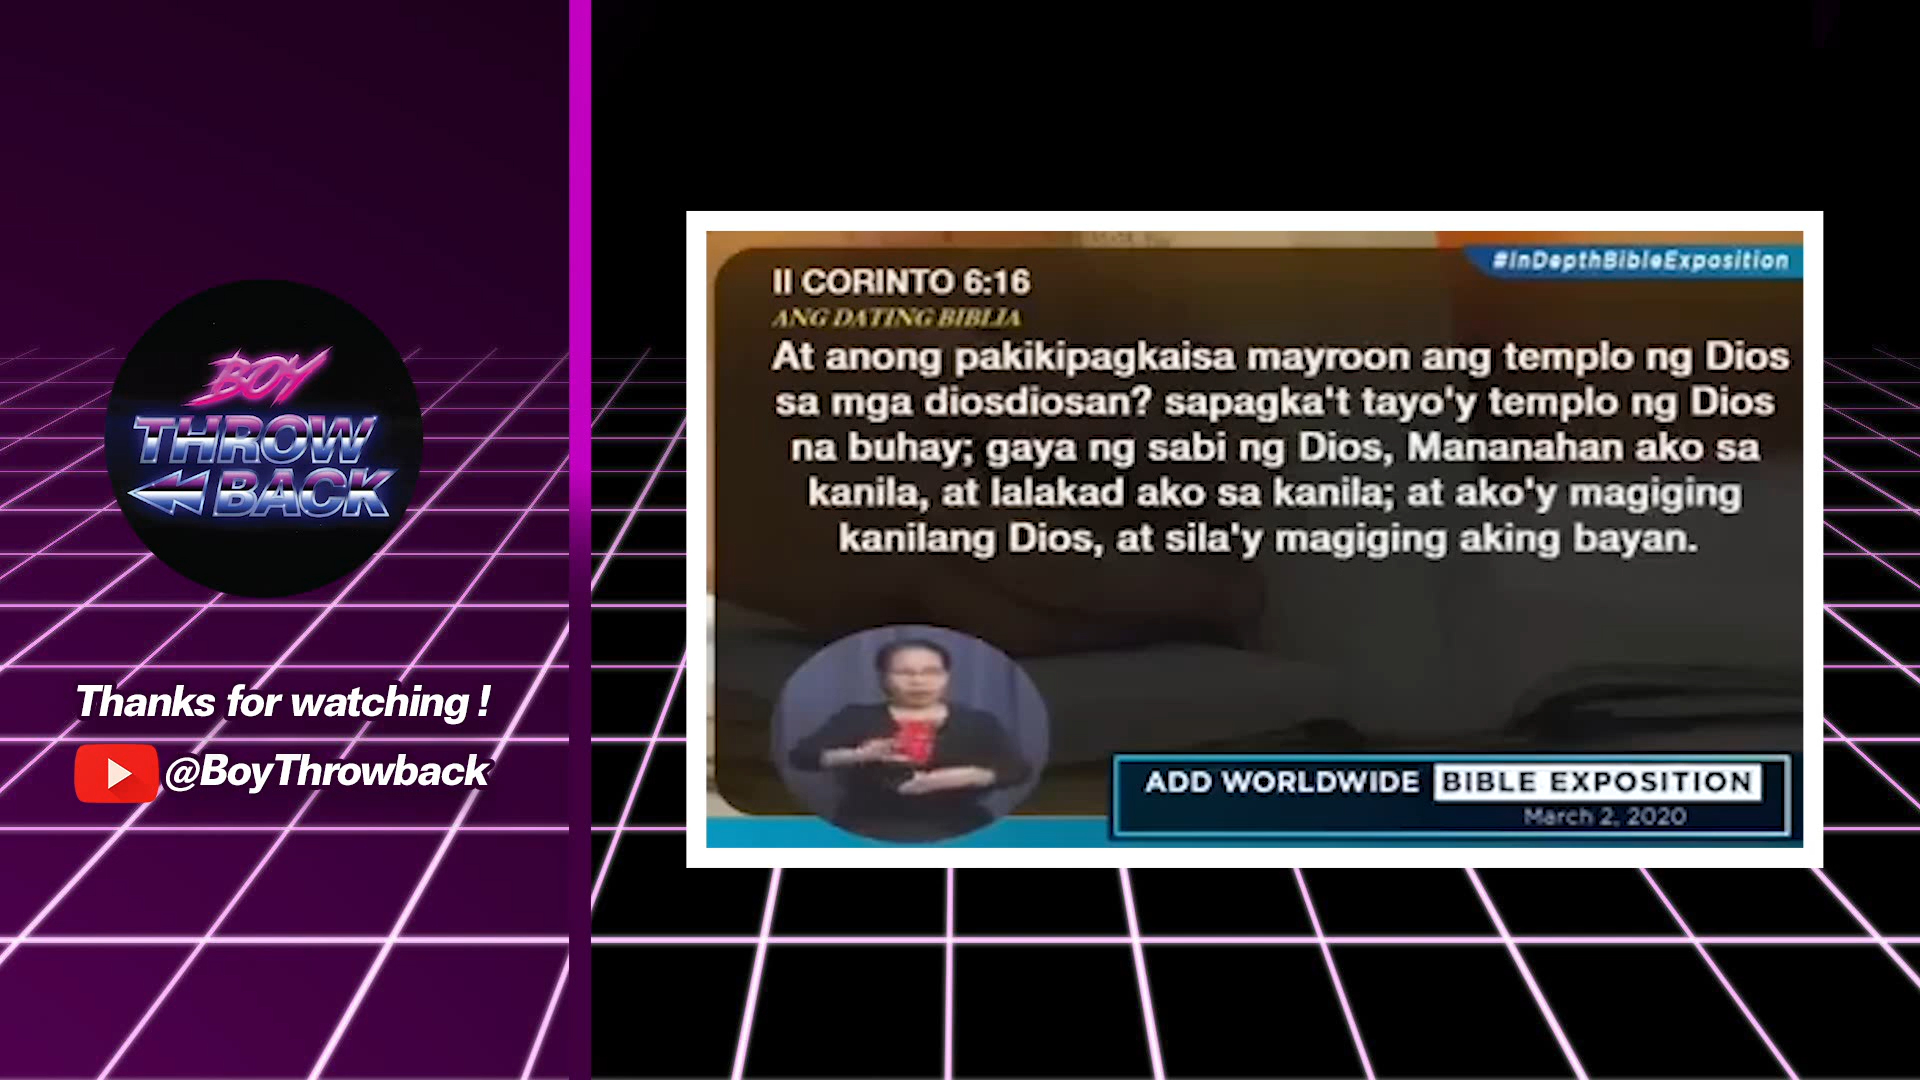 BOY
THROW
BACK
Thanks for watching !
@BoyThrowback
#InDepthBibleExposition
II CORINTO 6:16
ANG DATING BIBLIA
At anong pakikipagkaisa mayroon ang templo ng Dios
sa mga diosdiosan? sapagka't tayo'y templo ng Dios
na buhay; gaya ng sabi ng Dios, Mananahan ako sa
kanila, at lalakad ako sa kanila; at ako'y magiging
kanilang Dios, at sila'y magiging aking bayan.
ADD WORLDWIDE BIBLE EXPOSITION
March 2, 2020